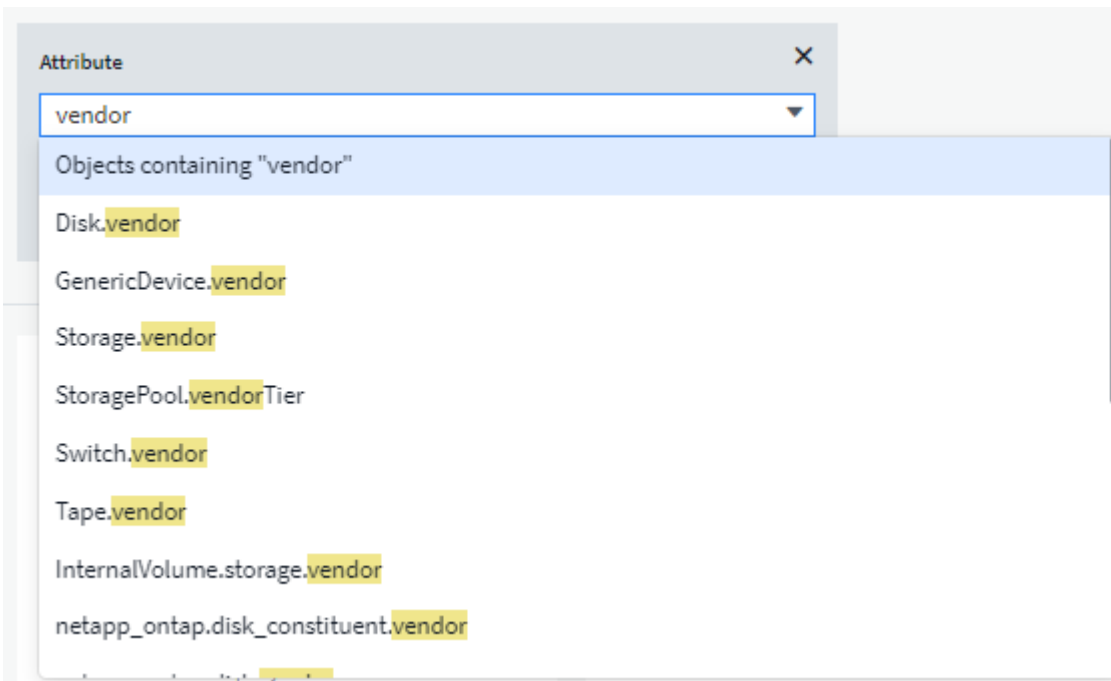 Attribute
vendor
Objects containing "vendor"
Disk.vendor
GenericDevice.vendor
Storage.vendor
StoragePool.vendorTier
Switch.vendor
Tape.vendor
InternalVolume.storage.vendor
netapp_ontap.disk_constituent.vendor